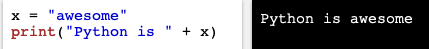 x = "awesome"
print("Python is " + x)
Python is awesome